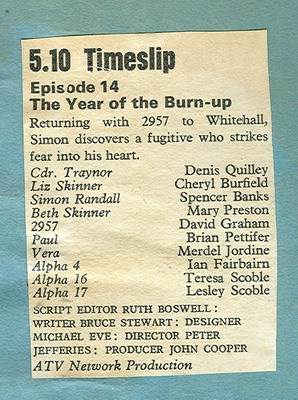 5.10 Timeslip
Episode 14
The Year of the Burn-up
Returning with 2957 to Whitehall,
Simon discovers a fugitive who strikes
fear into his heart.
Cdr. Traynor Denis Quilley
Liz Skinner Cheryl Burfield
Simon Randall Spencer Banks
Beth Skinner Mary Preston
2957 David Graham
Paul Brian Pettifer
Vera Merdel Jordine
Alpha 4 Ian Fairbairn
Alpha 16 Teresa Scoble
Alpha 17 Lesley Scoble
SCRIPT EDITOR RUTH BOSWELL :
WRITER BRUCE STEWART : DESIGNER
MICHAEL EVE : DIRECTOR PETER
JEFFERIES : PRODUCER JOHN COOPER
ATV Network Production